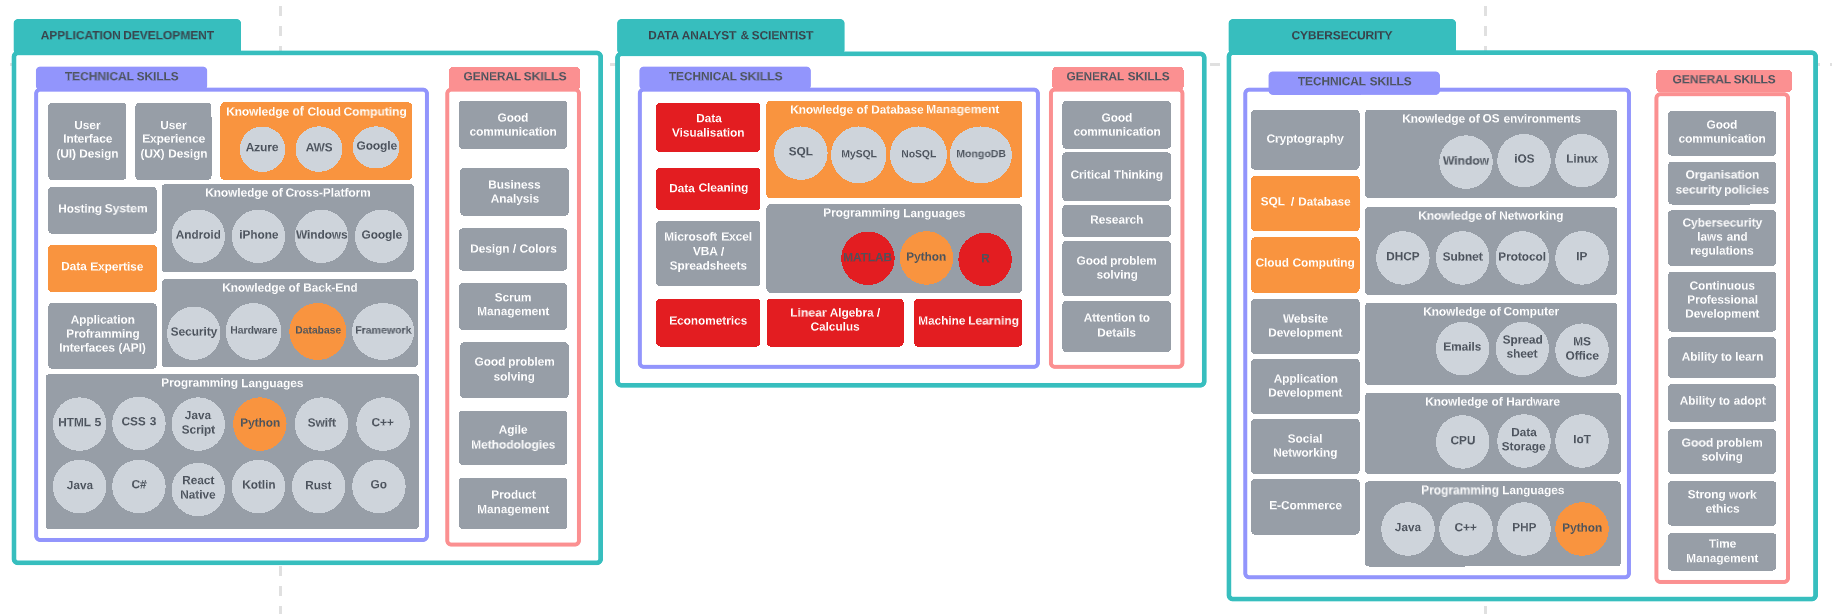 APPLICATION DEVELOPMENT
TECHNICAL SKILLS
User
Interface
(UI) Design
User
Experience
(UX) Design
Knowledge of Cloud Computing
Azure
AWS
Google
Hosting System
Knowledge of Cross-Platform
Android
iPhone
Windows
Google
Data Expertise
Knowledge of Back-End
Security
Hardware
Database
Framework
Application
Proframming
Interfaces (API)
Programming Languages
HTML 5
CSS 3
Java
Script
Python
Swift
C++
Java
C#
React
Native
Kotlin
Rust
Go
GENERAL SKILLS
Good
communication
Business
Analysis
Design / Colors
Scrum
Management
Good problem
solving
Agile
Methodologies
Product
Management
DATA ANALYST & SCIENTIST
TECHNICAL SKILLS
Data
Visualisation
Knowledge of Database Management
SQL
MySQL
NoSQL
MongoDB
Data Cleaning
Microsoft Excel
VBA /
Spreadsheets
Programming Languages
MATLAB
Python
R
Econometrics
Linear Algebra /
Calculus
Machine Learning
GENERAL SKILLS
Good
communication
Critical Thinking
Research
Good problem
solving
Attention to
Details
CYBERSECURITY
TECHNICAL SKILLS
Cryptography
SQL / Database
Cloud Computing
Website
Development
Application
Development
Social
Networking
E-Commerce
Knowledge of OS environments
Window
iOS
Linux
Knowledge of Networking
DHCP
Subnet
Protocol
IP
Knowledge of Computer
Emails
Spread
sheet
MS
Office
Knowledge of Hardware
CPU
Data
Storage
IoT
Programming Languages
Java
C++
PHP
Python
GENERAL SKILLS
Good
communication
Organisation
security policies
Cybersecurity
laws and
regulations
Continuous
Professional
Development
Ability to learn
Ability to adopt
Good problem
solving
Strong work
ethics
Time
Management